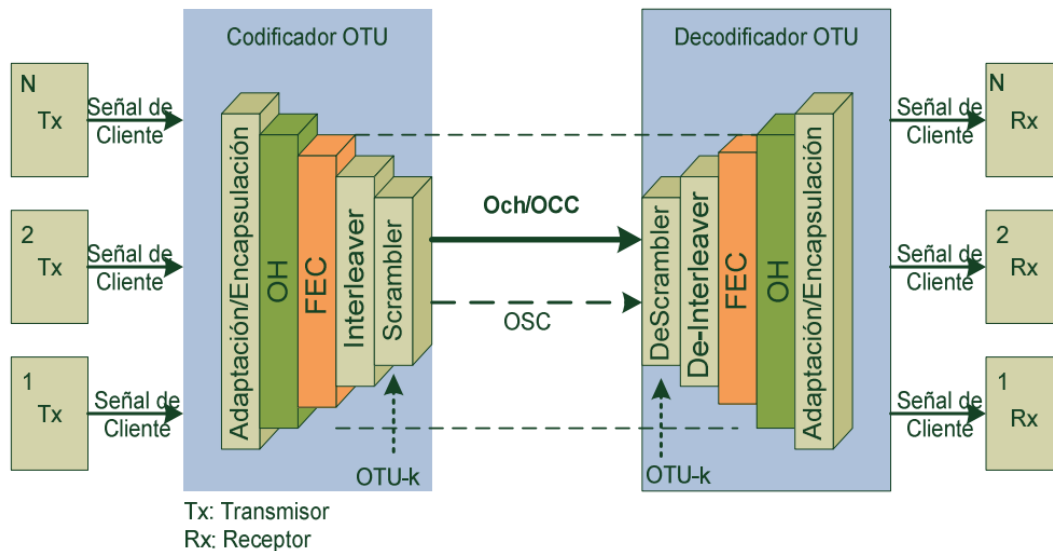 Codificador OTU
Decodificador OTU
N
Tx
Señal de
Cliente
2
Tx
Señal de
Cliente
1
Tx
Señal de
Cliente
Adaptación/Encapsulación
OH
FEC
Interleaver
Scrambler
OTU-k
Och/OCC
OSC
DeScrambler
De-Interleaver
FEC
OH
Adaptación/Encapsulación
OTU-k
Señal de
Cliente
N
Rx
Señal de
Cliente
2
Rx
Señal de
Cliente
1
Rx
Tx: Transmisor
Rx: Receptor